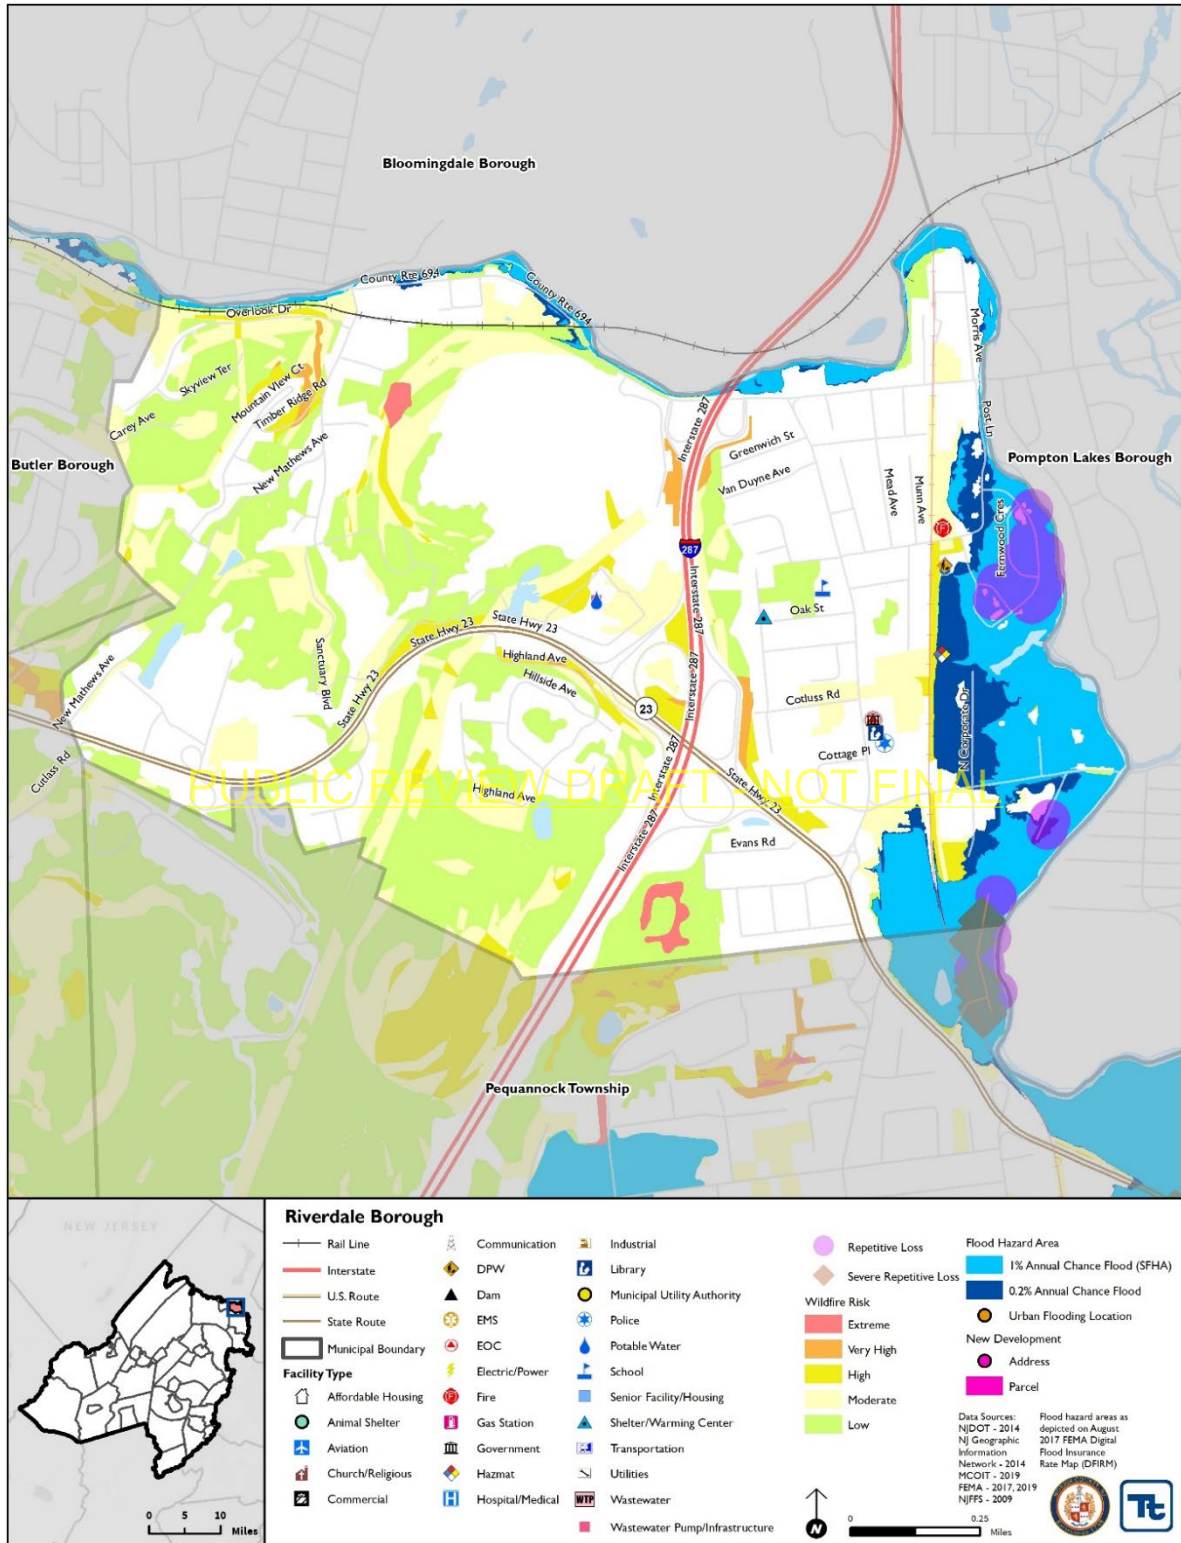 Bloomingdale Borough
County Rte 694
County Rte 694
Overlook Dr
Morris Ave
Skyview Ter
Mountain View Ct
Timber Ridge Rd
Carey Ave
New Mathews Ave
Interstate 287
Greenwich St
Van Duyne Ave
Post Ln
Butler Borough
Pompton Lakes Borough
Mead Ave
Munn Ave
Fernwood Cres
287
Interstate 287
Oak St
State Hwy 23
State Hwy 23
Highland Ave
Hillside Ave
Sanctuary Blvd
State Hwy 23
New Mathews Ave
Interstate 287
23
Cotluss Rd
Cottage Pl
N Corporate Dr
Cutlass Rd
Interstate 287
State Hwy 23
PUBLIC REVIEW DRAFT - NOT FINAL
Highland Ave
Interstate 287
Evans Rd
Pequannock Township
NEW JERSEY
0 5 10
Miles
Riverdale Borough
Rail Line
Interstate
U.S. Route
State Route
Municipal Boundary
Facility Type
Affordable Housing
Animal Shelter
Aviation
Church/Religious
Commercial
Communication
DPW
Dam
EMS
EOC
Electric/Power
Fire
Gas Station
Government
Hazmat
Hospital/Medical
Industrial
Library
Municipal Utility Authority
Police
Potable Water
School
Senior Facility/Housing
Shelter/Warming Center
Transportation
Utilities
WTP Wastewater
Wastewater Pump/Infrastructure
Repetitive Loss
Severe Repetitive Loss
Wildfire Risk
Extreme
Very High
High
Moderate
Low
Flood Hazard Area
1% Annual Chance Flood (SFHA)
0.2% Annual Chance Flood
Urban Flooding Location
New Development
Address
Parcel
Data Sources:
NJDOT - 2014
NJ Geographic
Information
Network - 2014
MCOIT - 2019
FEMA - 2017, 2019
NJFFS - 2009
Flood hazard areas as
depicted on August
2017 FEMA Digital
Flood Insurance
Rate Map (DFIRM)
N
0 0.25
Miles
Tt